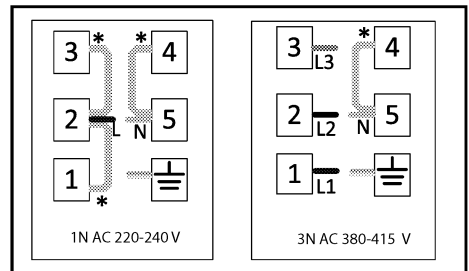 3 * * 4
2 L N 5
1 *
1N AC 220-240 V
3 L3 * 4
2 L2 N 5
1 L1
3N AC 380-415 V